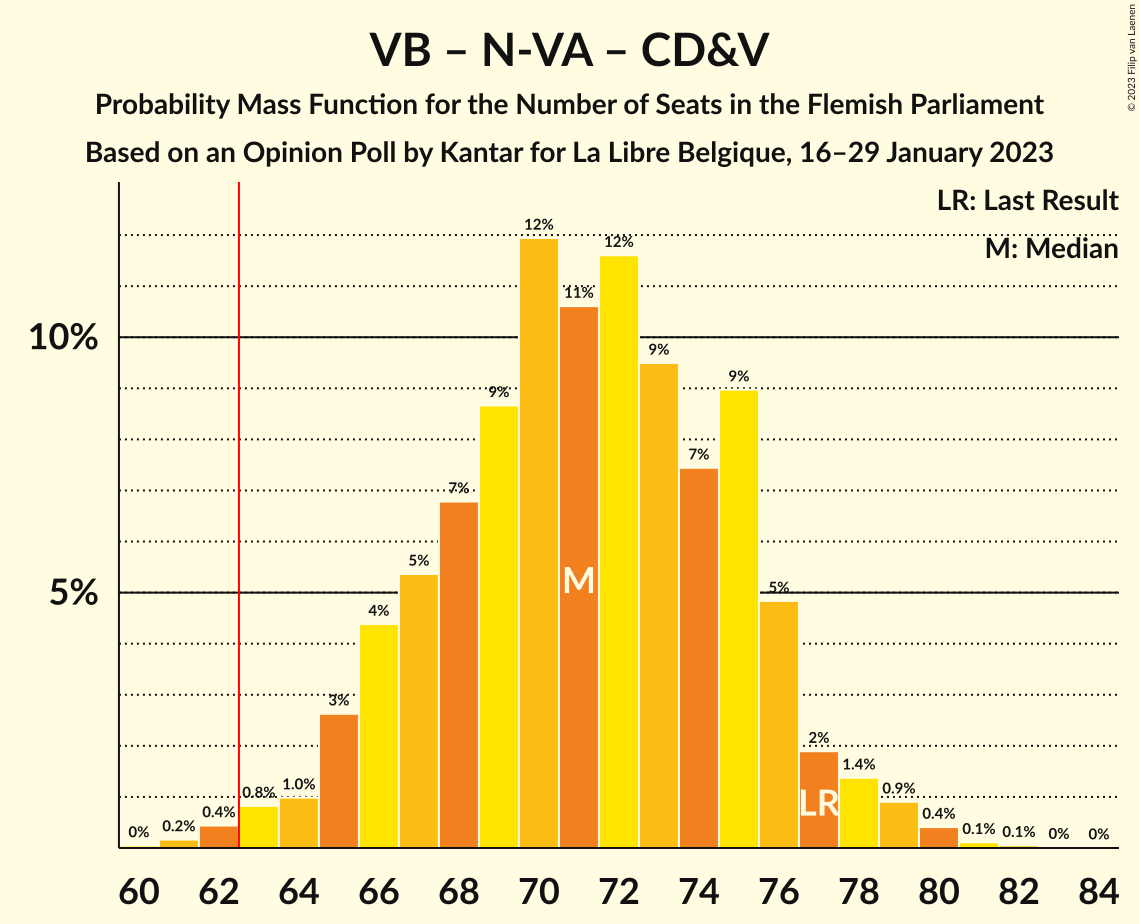 VB – N-VA – CD&V
Probability Mass Function for the Number of Seats in the Flemish Parliament
Based on an Opinion Poll by Kantar for La Libre Belgique, 16–29 January 2023
© 2023 Filip van Laenen
LR: Last Result
M: Median
10%
5%
0% 0.2% 0.4% 0.8% 1.0% 3% 4% 5% 7% 9% 12% 11% 12% 9% 7% 9% 5% 2% 1.4% 0.9% 0.4% 0.1% 0.1% 0% 0%
M
LR
60 62 64 66 68 70 72 74 76 78 80 82 84